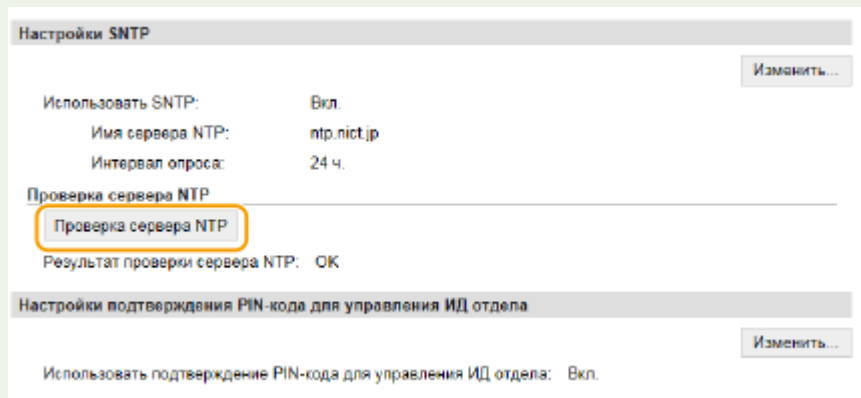 Настройки SNTP
Изменить...
Использовать SNTP: Вкл.
Имя сервера NTP: ntp.nict.jp
Интервал опроса: 24 ч.
Проверка сервера NTP
Проверка сервера NTP
Результат проверки сервера NTP: OK
Настройки подтверждения PIN-кода для управления ИД отдела
Изменить...
Использовать подтверждение PIN-кода для управления ИД отдела: Вкл.